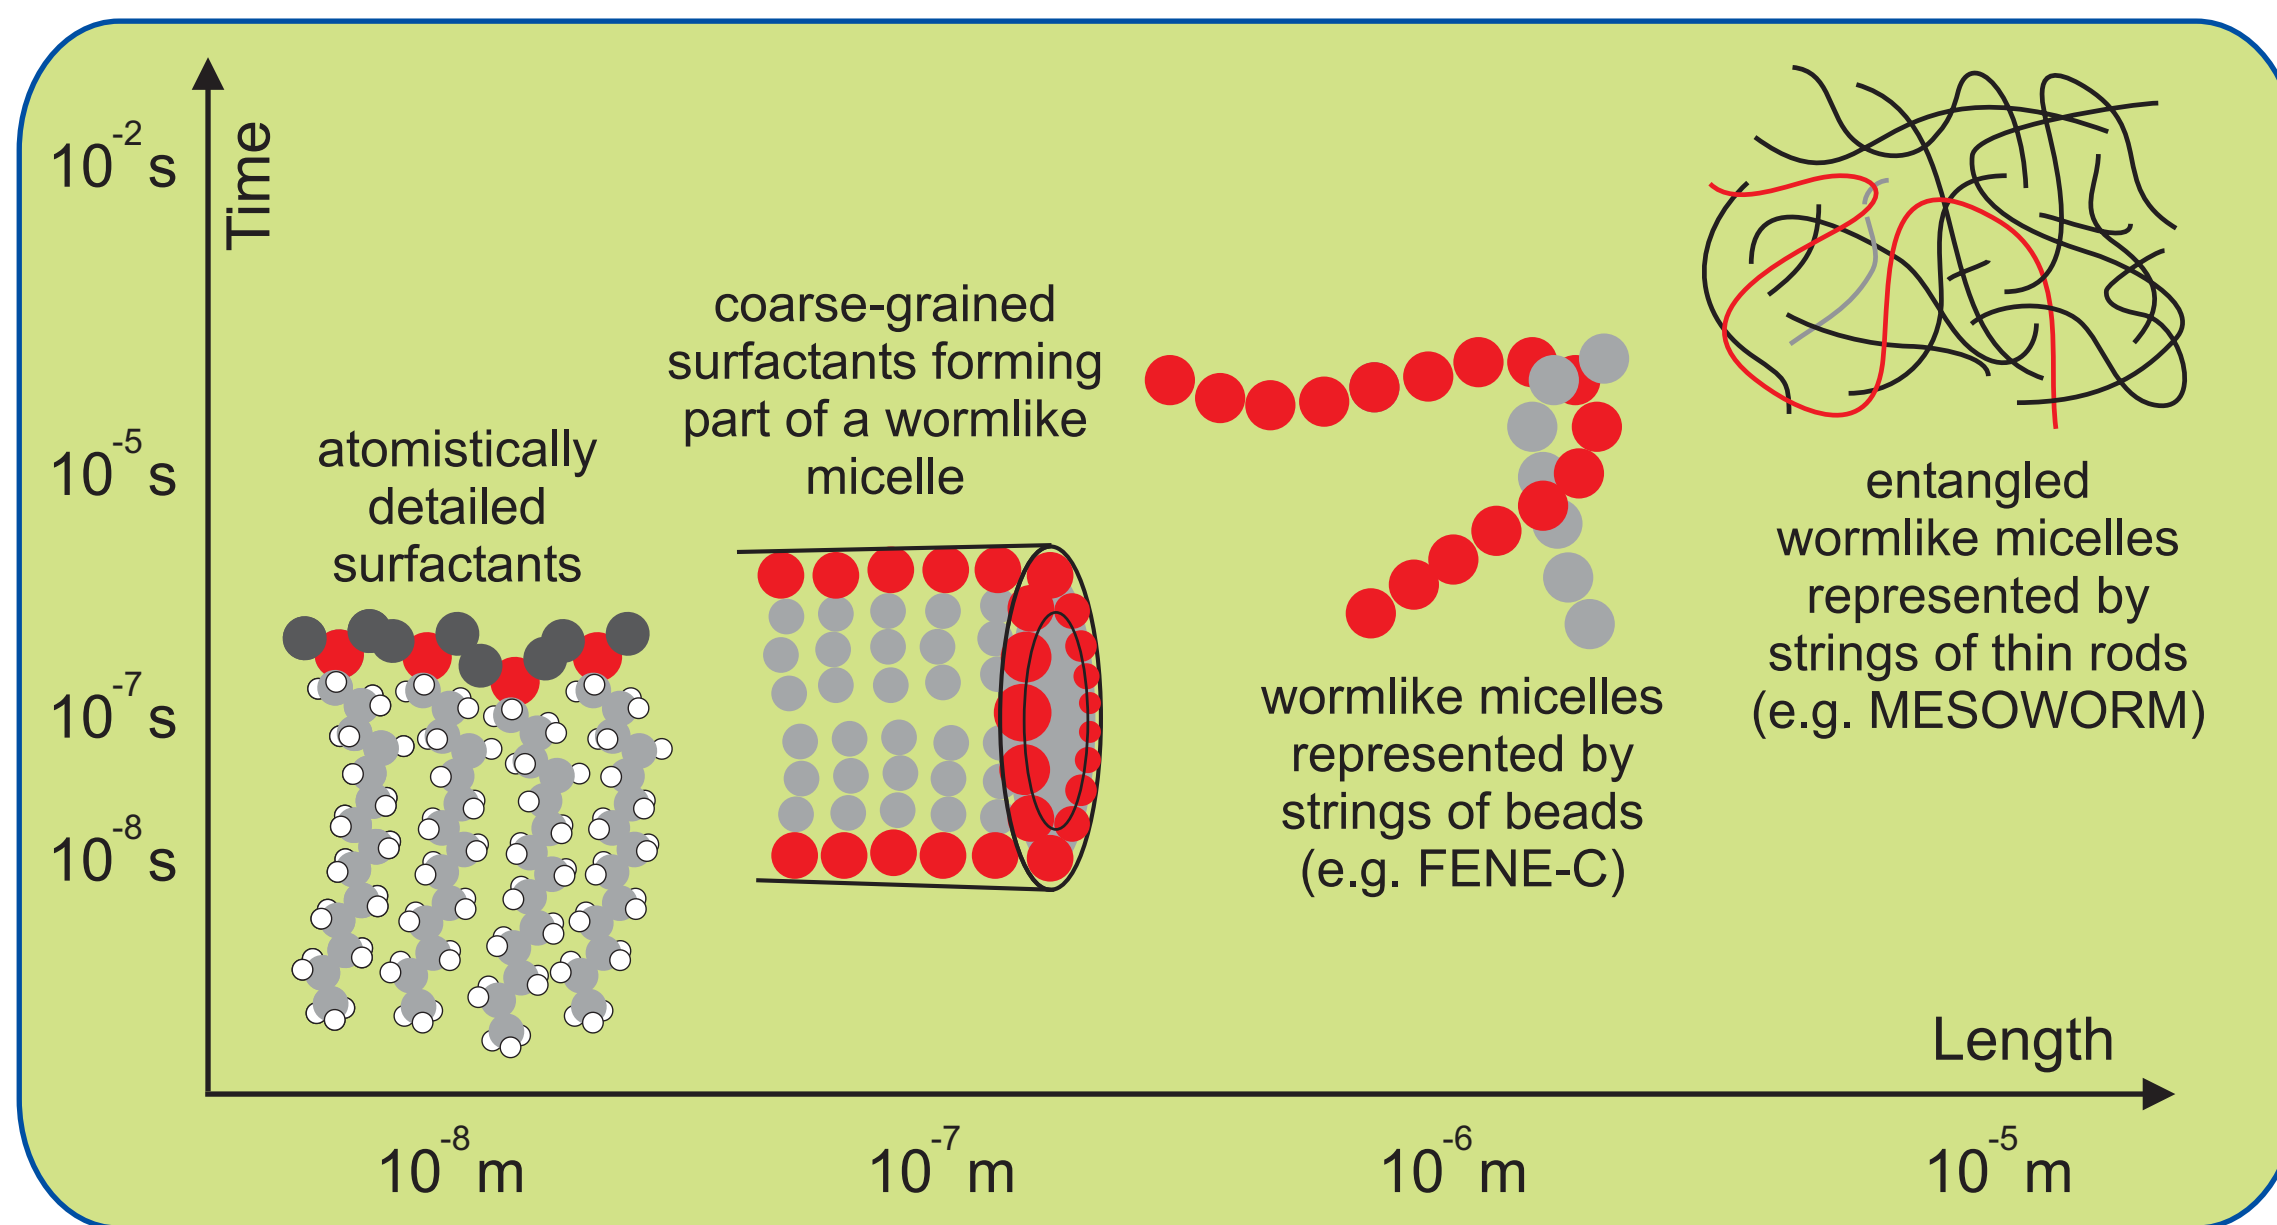 Time
10⁻² s
10⁻⁵ s
10⁻⁷ s
10⁻⁸ s
atomistically
detailed
surfactants
coarse-grained
surfactants forming
part of a wormlike
micelle
wormlike micelles
represented by
strings of beads
(e.g. FENE-C)
entangled
wormlike micelles
represented by
strings of thin rods
(e.g. MESOWORM)
Length
10⁻⁸ m
10⁻⁷ m
10⁻⁶ m
10⁻⁵ m